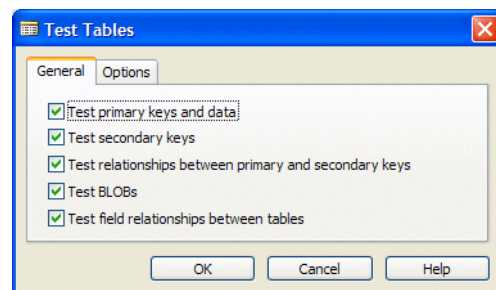 Test Tables
General Options
Test primary keys and data
Test secondary keys
Test relationships between primary and secondary keys
Test BLOBs
Test field relationships between tables
OK Cancel Help